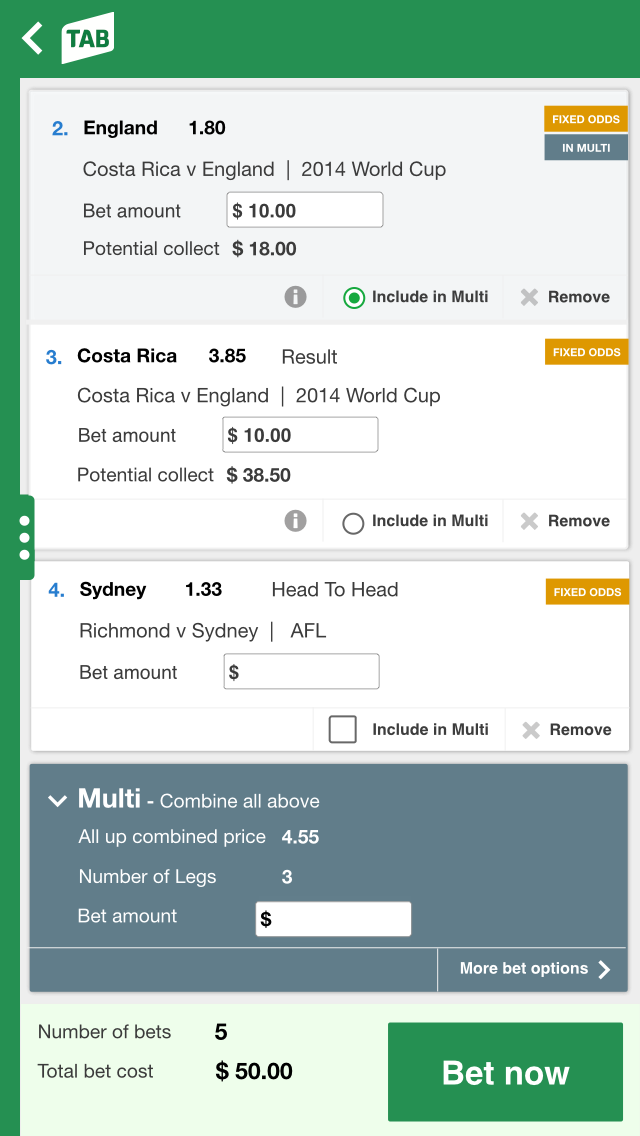 TAB
2. England 1.80 FIXED ODDS
IN MULTI
Costa Rica v England | 2014 World Cup
Bet amount $ 10.00
Potential collect $ 18.00
i Include in Multi Remove
3. Costa Rica 3.85 Result FIXED ODDS
Costa Rica v England | 2014 World Cup
Bet amount $ 10.00
Potential collect $ 38.50
i Include in Multi Remove
4. Sydney 1.33 Head To Head FIXED ODDS
Richmond v Sydney | AFL
Bet amount $
Include in Multi Remove
Multi - Combine all above
All up combined price 4.55
Number of Legs 3
Bet amount $
More bet options
Number of bets 5
Total bet cost $ 50.00
Bet now